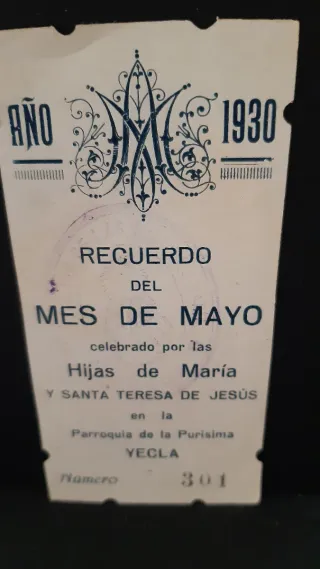 AÑO 1930
RECUERDO
DEL
MES DE MAYO
celebrado por las
Hijas de María
Y SANTA TERESA DE JESÚS
en la
Parroquia de la Purísima
YECLA
Número 301